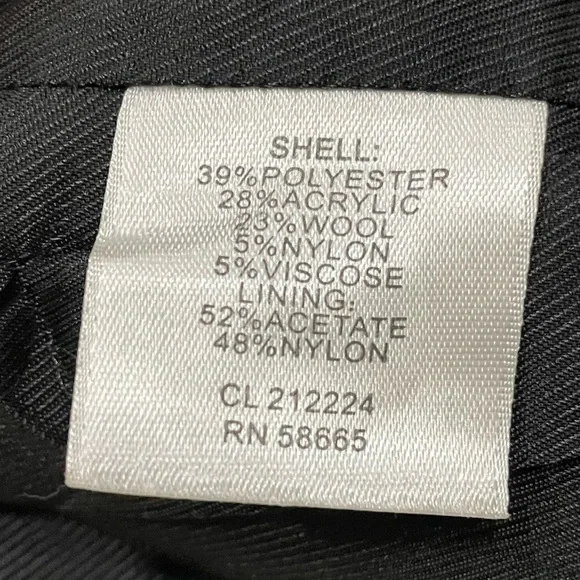 SHELL:
39%POLYESTER
28%ACRYLIC
23%WOOL
5%NYLON
5%VISCOSE
LINING:
52%ACETATE
48%NYLON
CL 212224
RN 58665